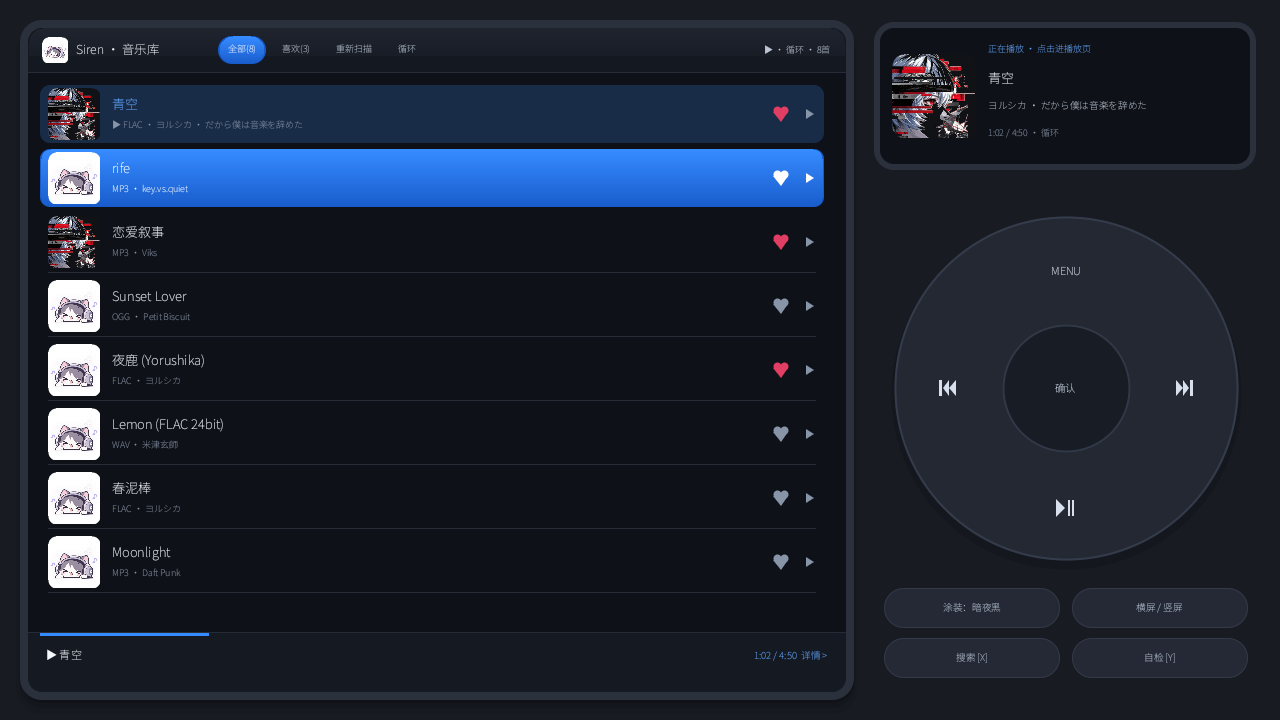 Siren • 音乐库
全部(8) 喜欢(3) 重新扫描 循环
▶ • 循环 • 8首
青空
▶ FLAC • ヨルシカ • だから僕は音楽を辞めた
rife
MP3 • key.vs.quiet
恋爱叙事
MP3 • Viks
Sunset Lover
OGG • Petit Biscuit
夜鹿 (Yorushika)
FLAC • ヨルシカ
Lemon (FLAC 24bit)
WAV • 米津玄師
春泥棒
FLAC • ヨルシカ
Moonlight
MP3 • Daft Punk
▶ 青空
1:02 / 4:50 详情 >
正在播放 • 点击进播放页
青空
ヨルシカ • だから僕は音楽を辞めた
1:02 / 4:50 • 循环
MENU
确认
涂装：暗夜黑
横屏 / 竖屏
搜索 [X]
自检 [Y]